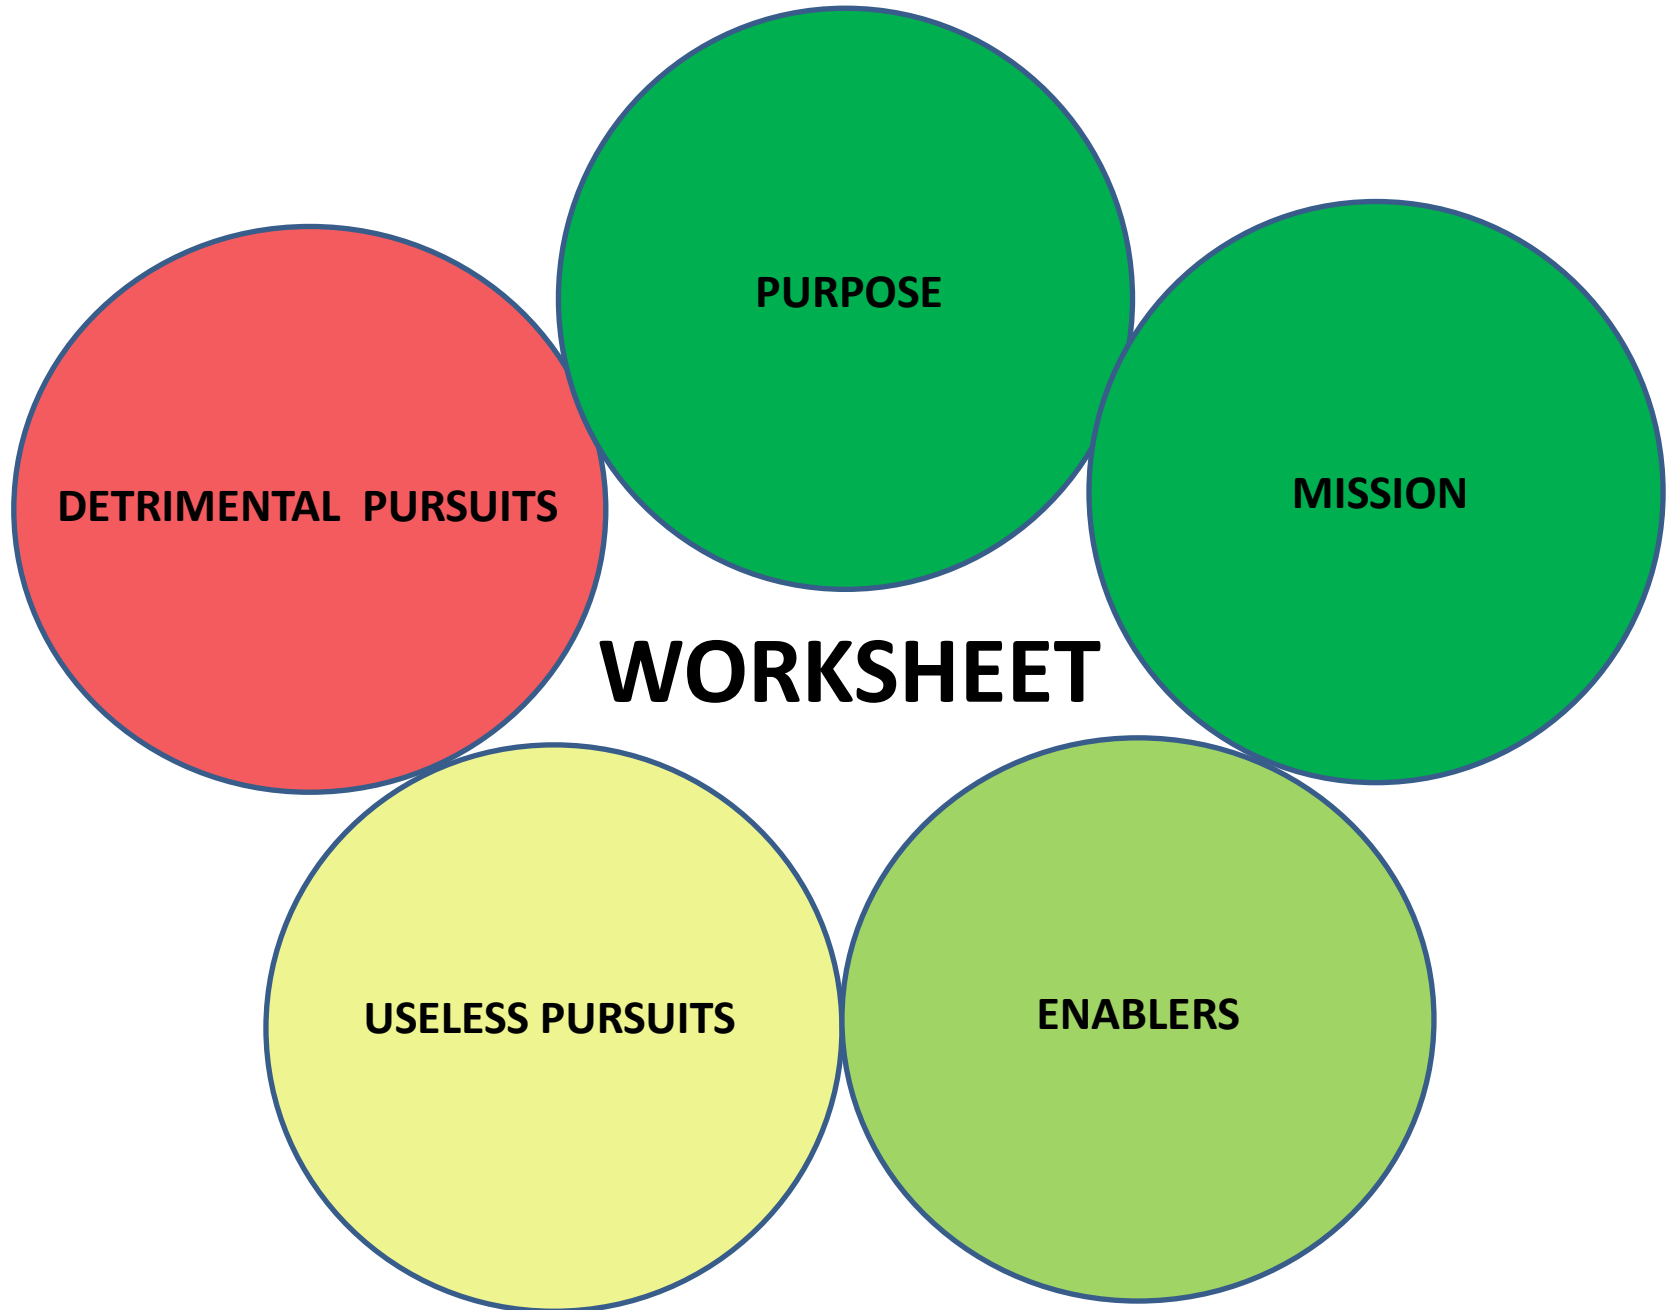 PURPOSE
MISSION
DETRIMENTAL  PURSUITS
WORKSHEET
USELESS PURSUITS
ENABLERS